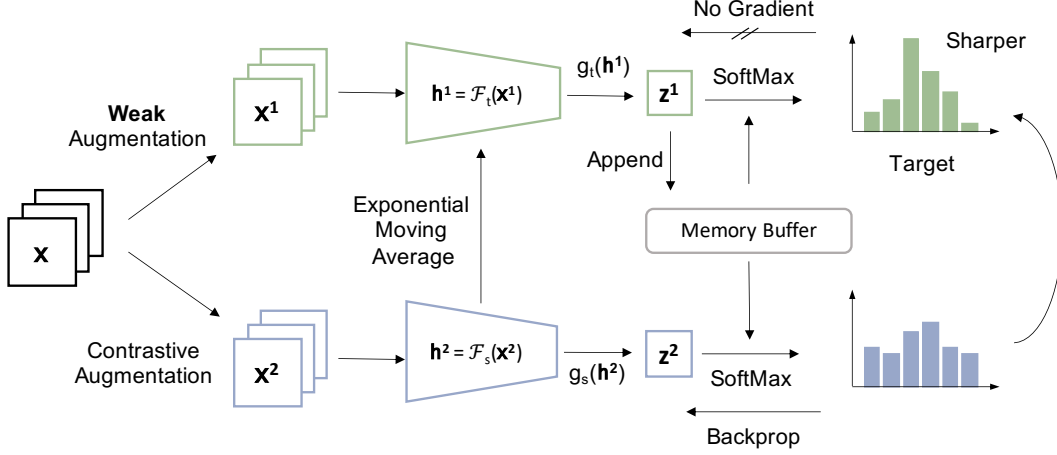 No Gradient
Sharper
g_t(h¹)
SoftMax
x¹
h¹ = ℱ_t(x¹)
z¹
Weak
Augmentation
Append
Target
Exponential
Moving
Average
Memory Buffer
x
Contrastive
Augmentation
x²
h² = ℱ_s(x²)
g_s(h²)
z²
SoftMax
Backprop